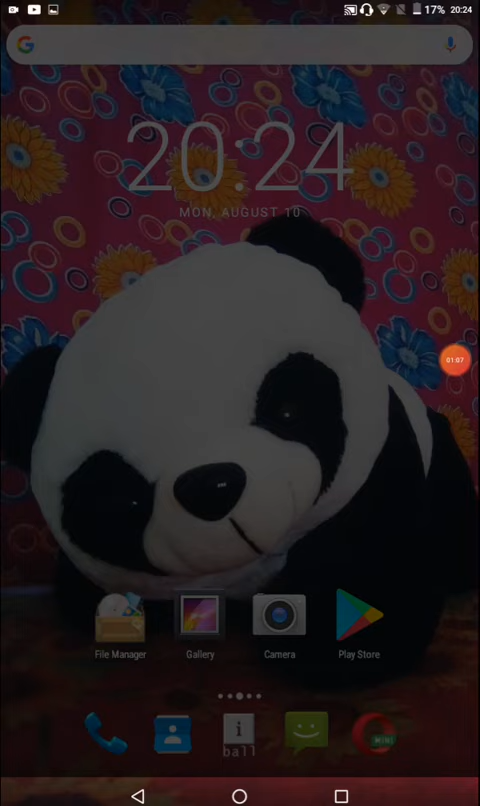 17% 20:24
20:24
MON, AUGUST 10
01:07
File Manager Gallery Camera Play Store
i
ball
MINI